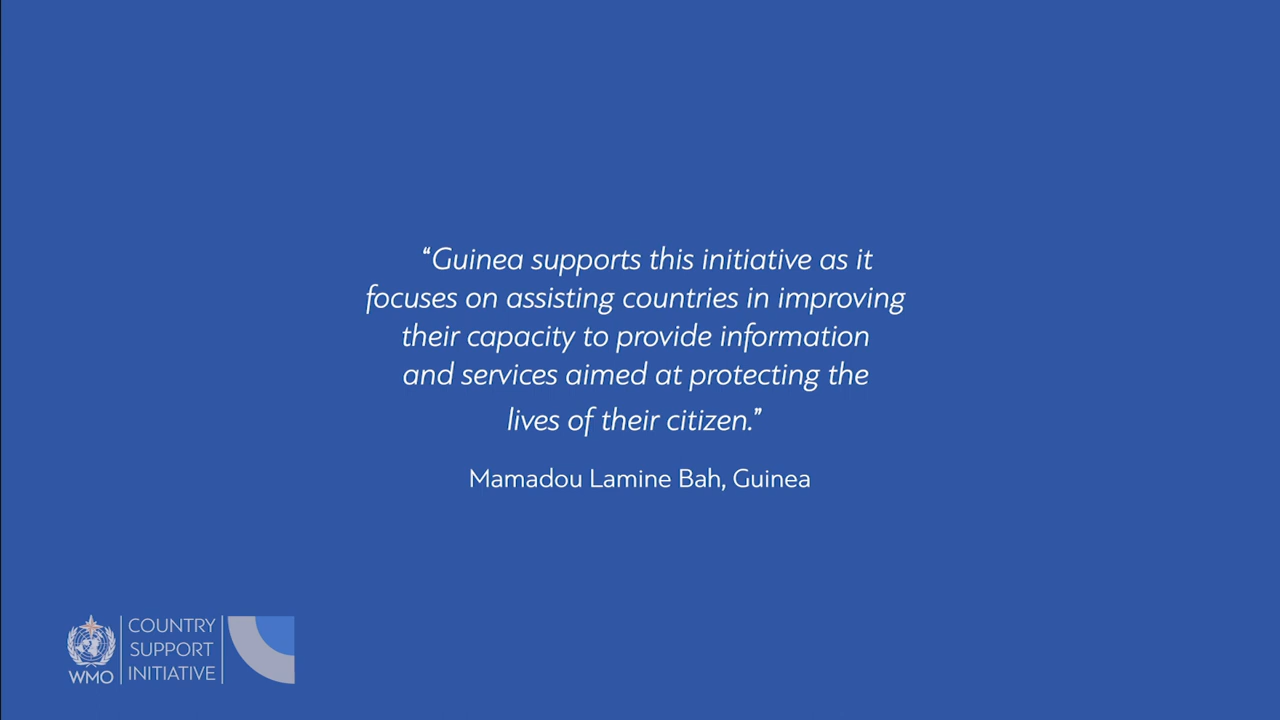 “Guinea supports this initiative as it
focuses on assisting countries in improving
their capacity to provide information
and services aimed at protecting the
lives of their citizen.”
Mamadou Lamine Bah, Guinea
WMO
COUNTRY
SUPPORT
INITIATIVE